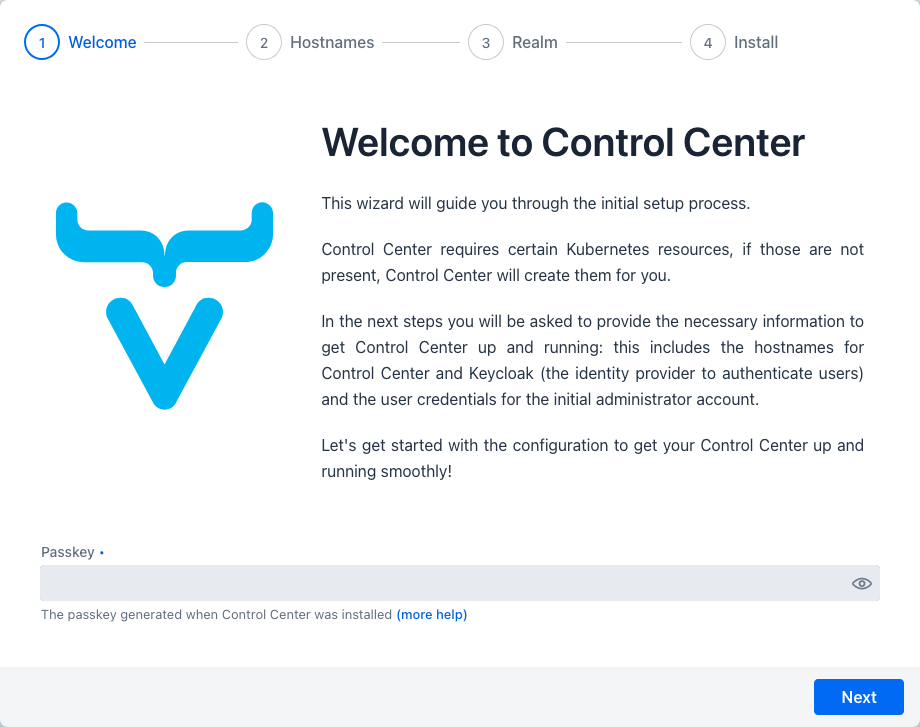 1 Welcome 2 Hostnames 3 Realm 4 Install
Welcome to Control Center
This wizard will guide you through the initial setup process.
Control Center requires certain Kubernetes resources, if those are not
present, Control Center will create them for you.
In the next steps you will be asked to provide the necessary information to
get Control Center up and running: this includes the hostnames for
Control Center and Keycloak (the identity provider to authenticate users)
and the user credentials for the initial administrator account.
Let's get started with the configuration to get your Control Center up and
running smoothly!
Passkey •
The passkey generated when Control Center was installed (more help)
Next